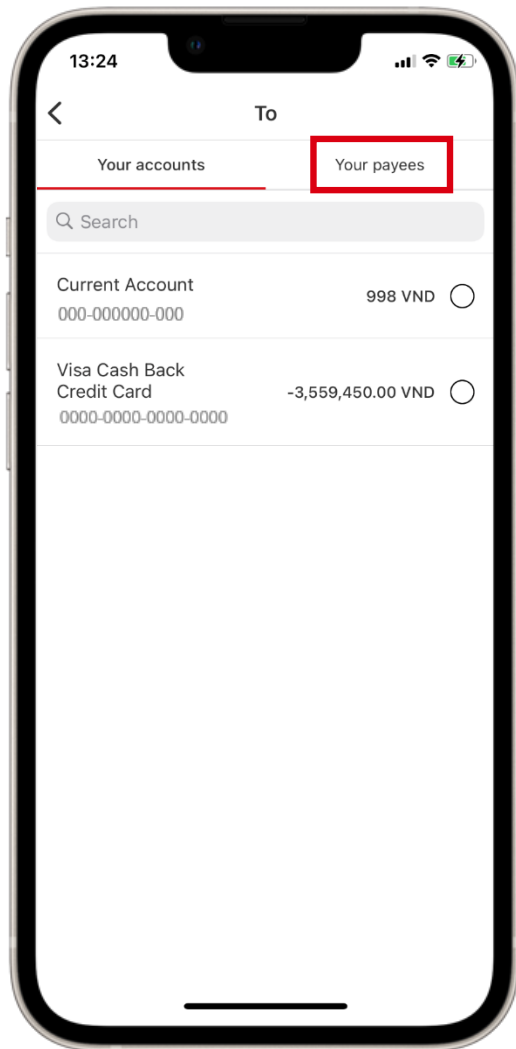 13:24
To
Your accounts
Your payees
Search
Current Account
998 VND
000-000000-000
Visa Cash Back
Credit Card
-3,559,450.00 VND
0000-0000-0000-0000